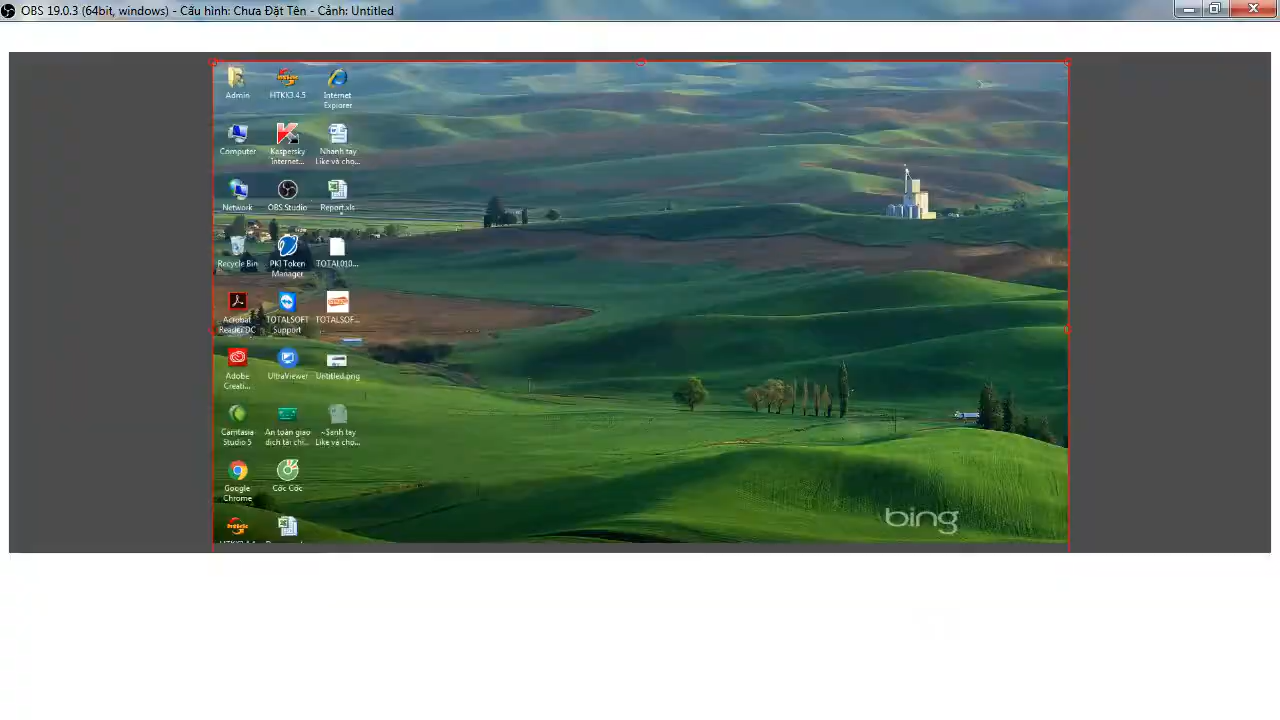 OBS 19.0.3 (64bit, windows) - Cấu hình: Chưa Đặt Tên - Cảnh: Untitled
Admin
HTKK3.4.5
Internet
Explorer
Computer
Kaspersky
Internet...
Nhanh tay
Like và cho...
Network
OBS Studio
Report.xls
Recycle Bin
PKI Token
Manager
TOTAL010...
Acrobat
Reader DC
TOTALSOFT
Support
TOTALSOF...
Adobe
Creati...
UltraViewer
Untitled.png
Camtasia
Studio 5
An toàn giao
dịch tài chí...
~$anh tay
Like và cho...
Google
Chrome
Cốc Cốc
bing